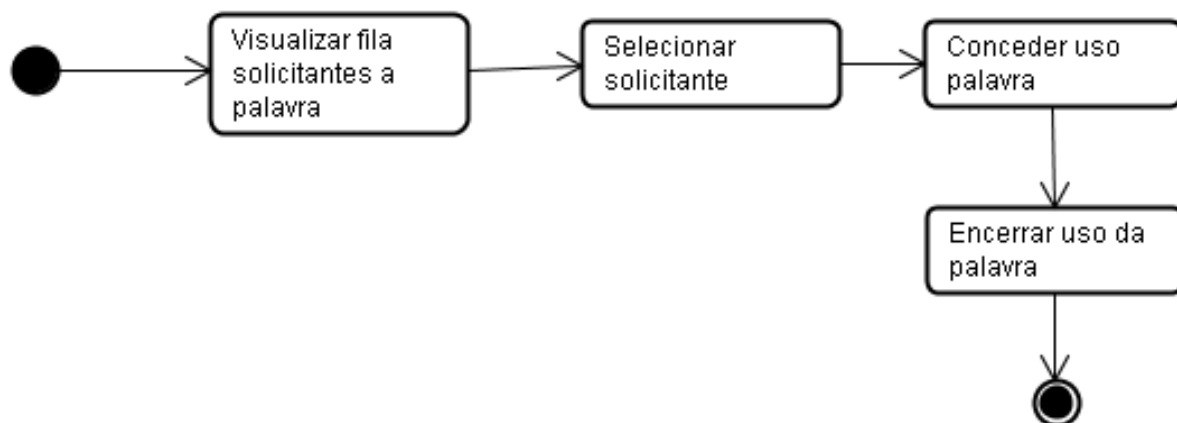 Visualizar fila
solicitantes a
palavra
Selecionar
solicitante
Conceder uso
palavra
Encerrar uso da
palavra